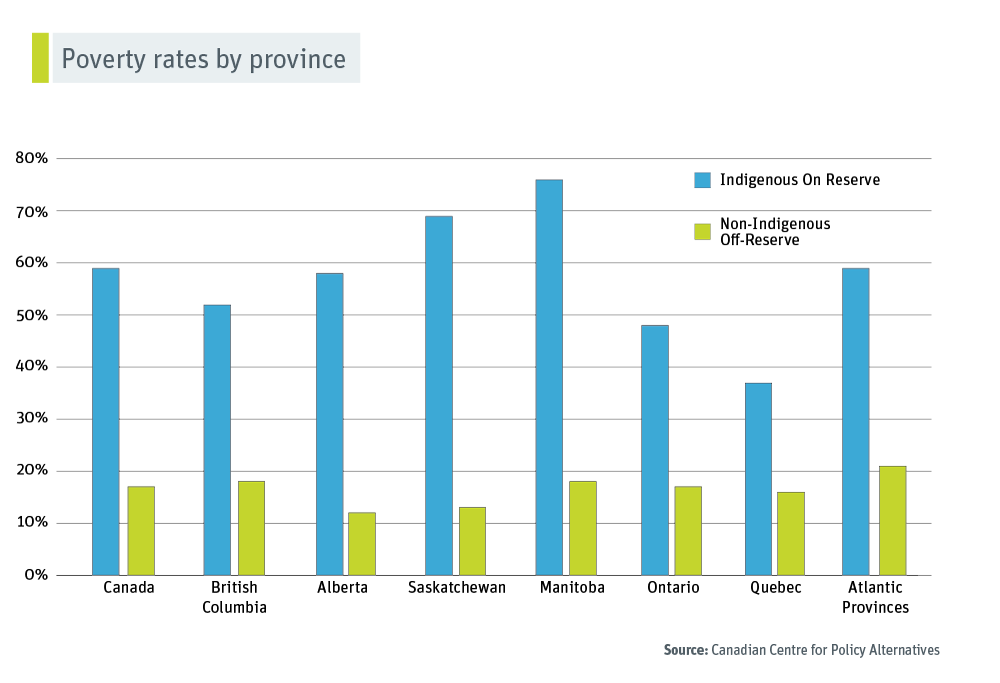 Poverty rates by province
80%
70%
60%
50%
40%
30%
20%
10%
0%
Indigenous On Reserve
Non-Indigenous
Off-Reserve
Canada
British
Columbia
Alberta
Saskatchewan
Manitoba
Ontario
Quebec
Atlantic
Provinces
Source: Canadian Centre for Policy Alternatives